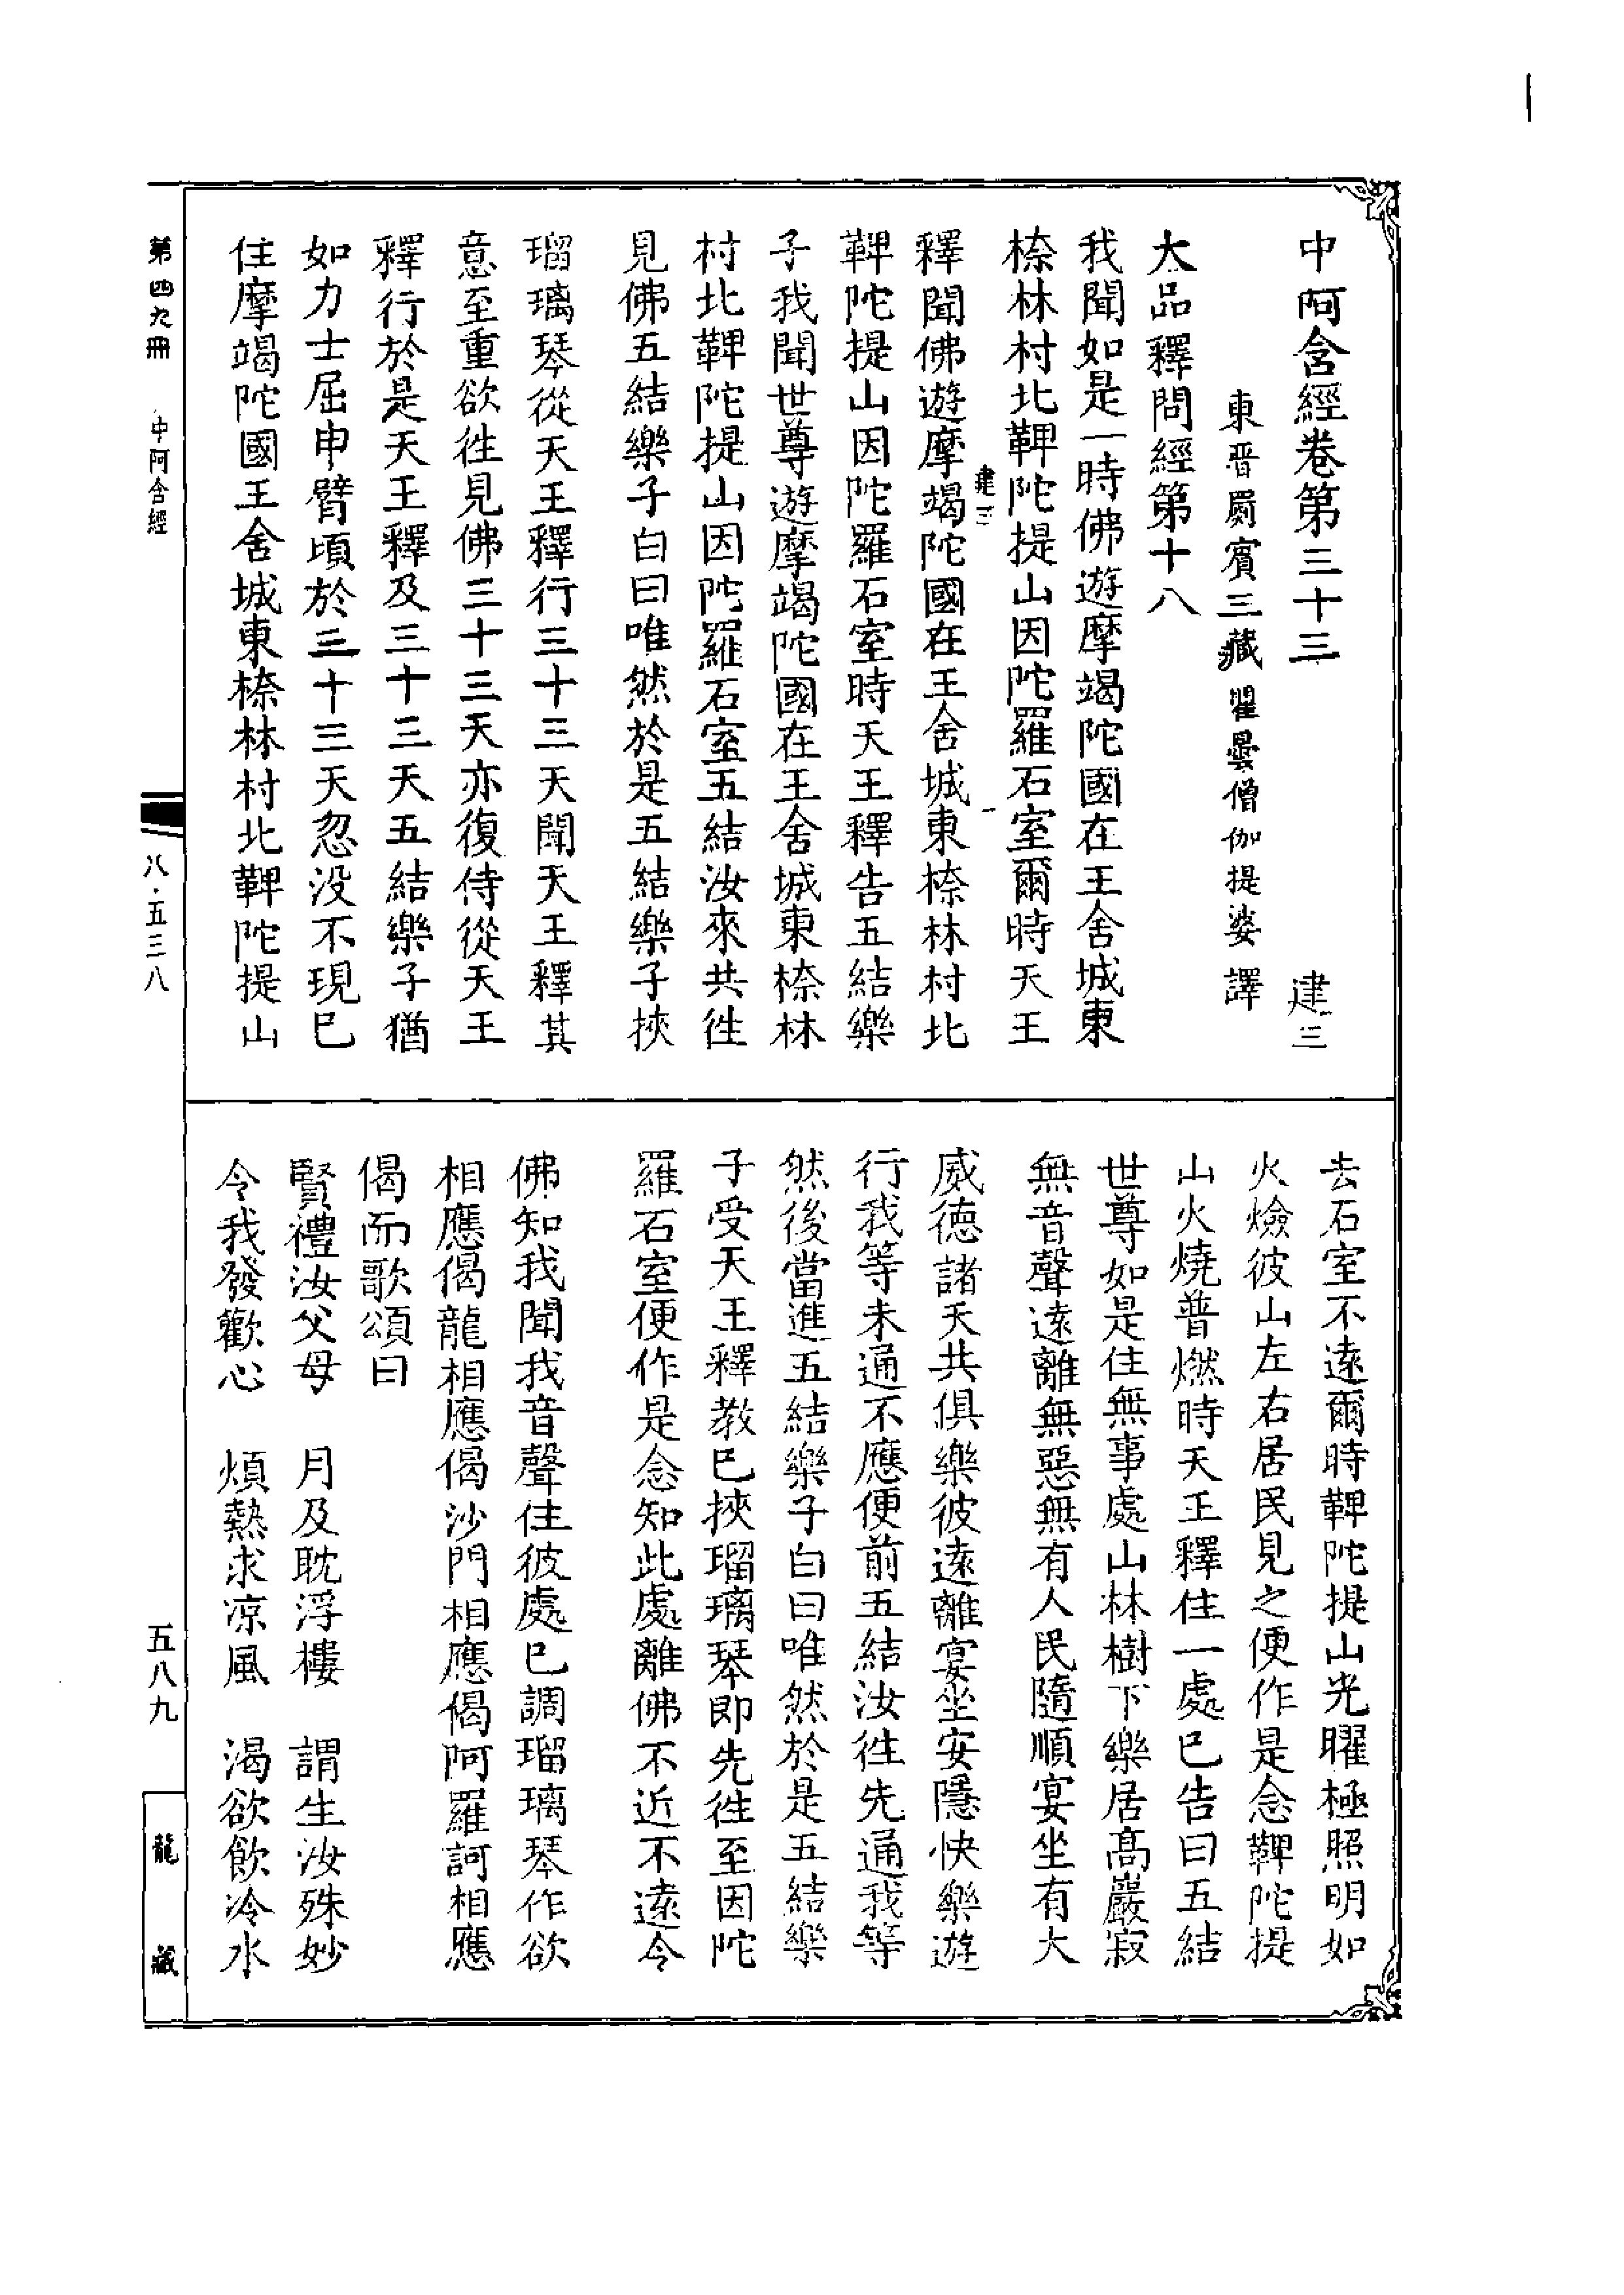 中阿含經卷第三十三　建三
東晉罽賓三藏瞿曇僧伽提婆 譯
大品釋問經第十八
我聞如是一時佛遊摩竭陀國在王舍城東
㮈林村北鞞陀提山因陀羅石室爾時天王
建三　一
釋聞佛遊摩竭陀國在王舍城東㮈林村北
鞞陀提山因陀羅石室時天王釋告五結樂
子我聞世尊遊摩竭陀國在王舍城東㮈林
村北鞞陀提山因陀羅石室五結汝來共徃
見佛五結樂子白曰唯然於是五結樂子挾
瑠璃琴從天王釋行三十三天聞天王釋其
意至重欲徃見佛三十三天亦復侍從天王
釋行於是天王釋及三十三天五結樂子猶
如力士屈申臂頃於三十三天忽没不現已
住摩竭陀國王舍城東㮈林村北鞞陀提山
去石室不遠爾時鞞陀提山光曜極照明如
火㷿彼山左右居民見之便作是念鞞陀提
山火燒普燃時天王釋住一處已告曰五結
世尊如是住無事處山林樹下樂居高巖寂
無音聲遠離無惡無有人民隨順宴坐有大
威德諸天共俱樂彼遠離宴坐安隱快樂遊
行我等未通不應便前五結汝徃先通我等
然後當進五結樂子白曰唯然於是五結樂
子受天王釋教已挾瑠璃琴即先徃至因陀
羅石室便作是念知此處離佛不近不遠令
佛知我聞我音聲住彼處已調瑠璃琴作欲
相應偈龍相應偈沙門相應偈阿羅訶相應
偈而歌頌曰
賢禮汝父母　月及耽浮樓　謂生汝殊妙
令我發歡心　煩熱求凉風　渴欲飲冷水
第四九冊　中阿含經
八·五三八
五八九
龍藏